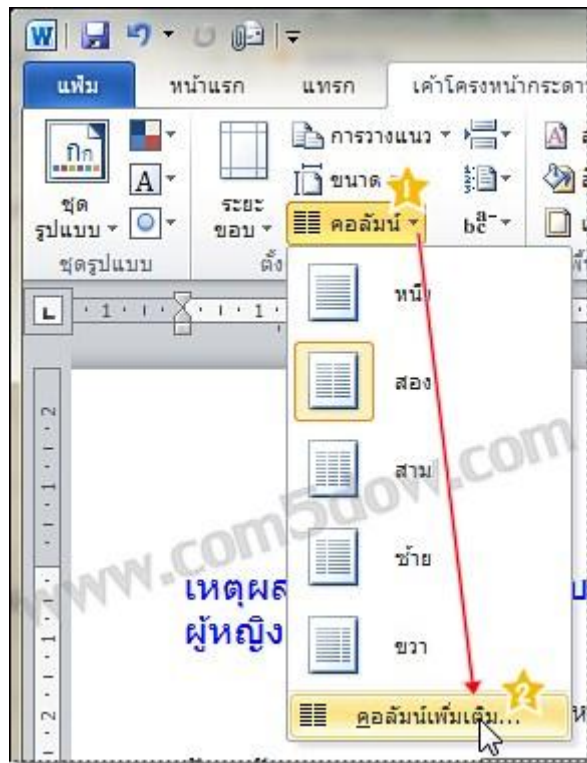 W
แฟ้ม หน้าแรก แทรก เค้าโครงหน้ากระดาษ
ชุด
รูปแบบ
ชุดรูปแบบ
ระยะ
ขอบ
การวางแนว
ขนาด
1
คอลัมน์
ตั้ง
หนึ่ง
สอง
สาม
ซ้าย
ขวา
2
คอลัมน์เพิ่มเติม...
เหตุผล
ผู้หญิง
www.com5dow.com